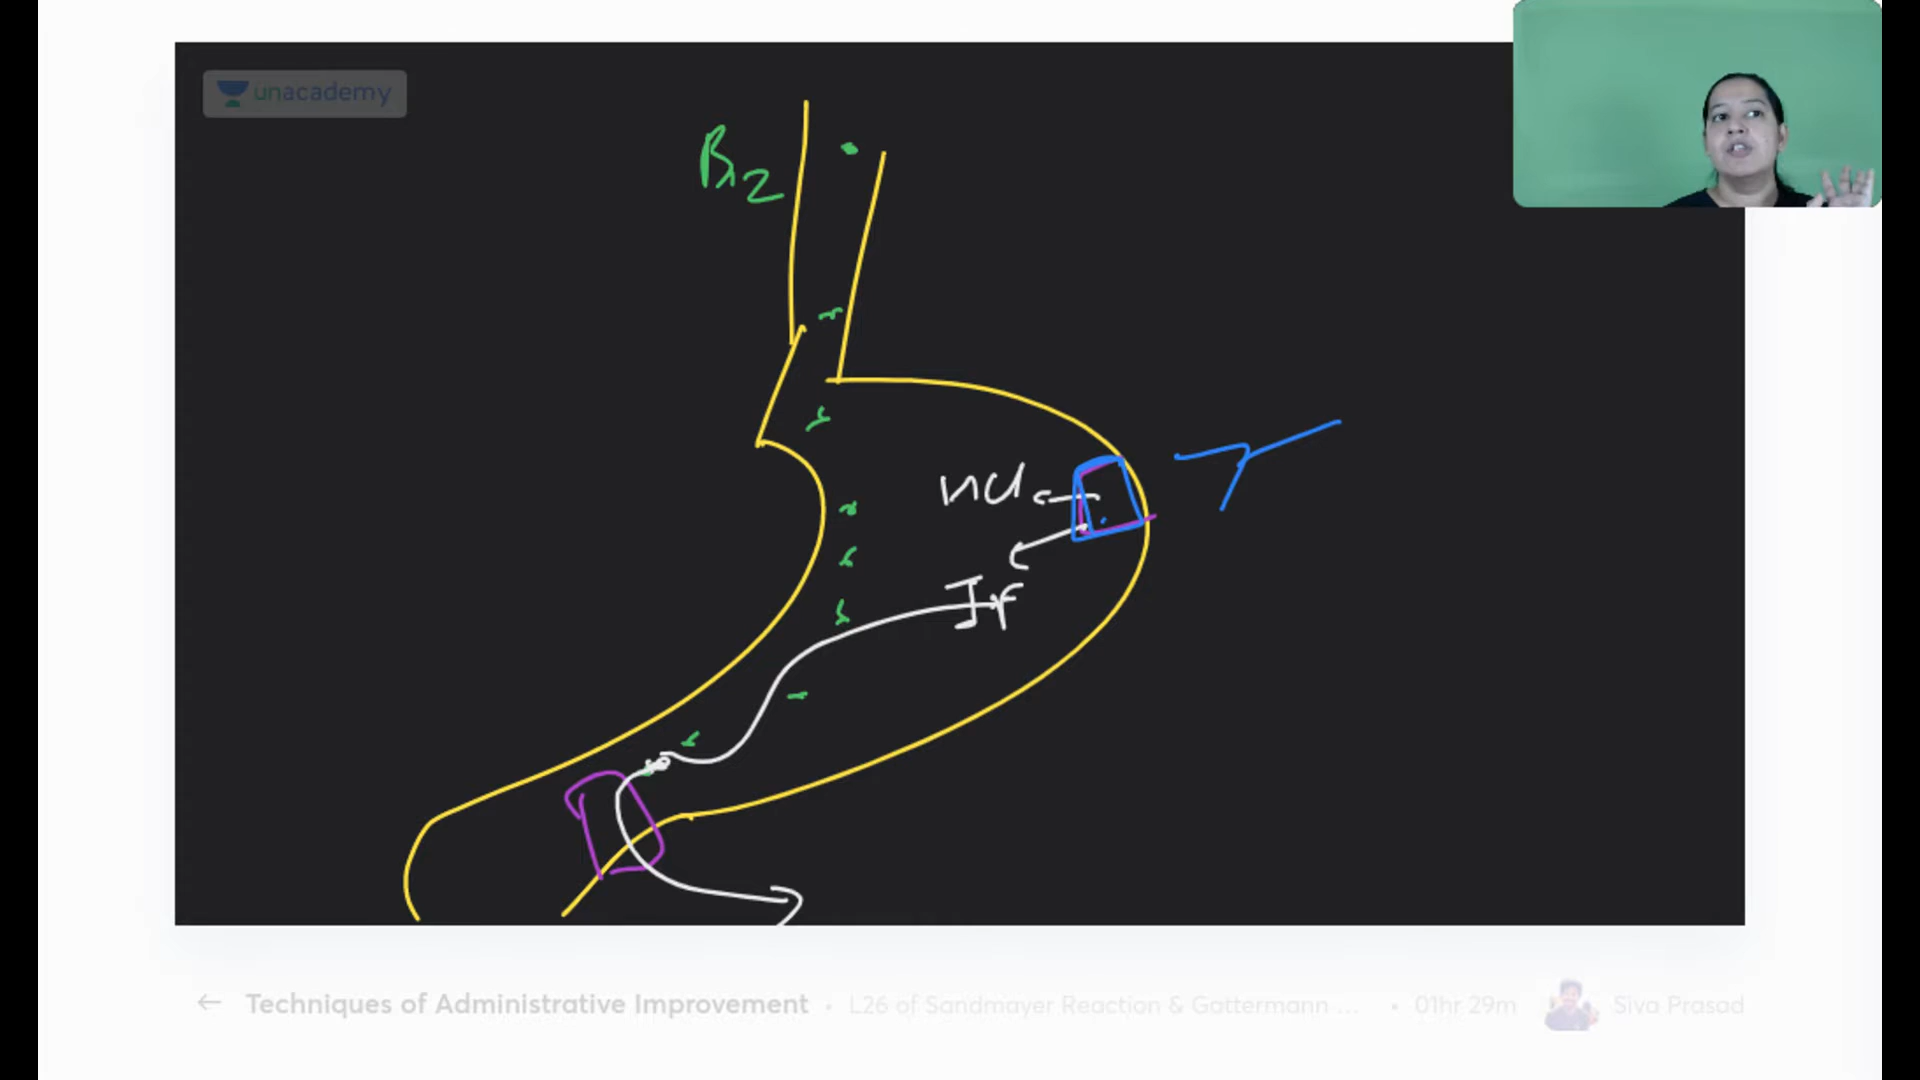 unacademy
B12
HCl
If
Techniques of Administrative Improvement • L26 of Sandmayer Reaction & Gattermann ... • 01hr 29m Siva Prasad